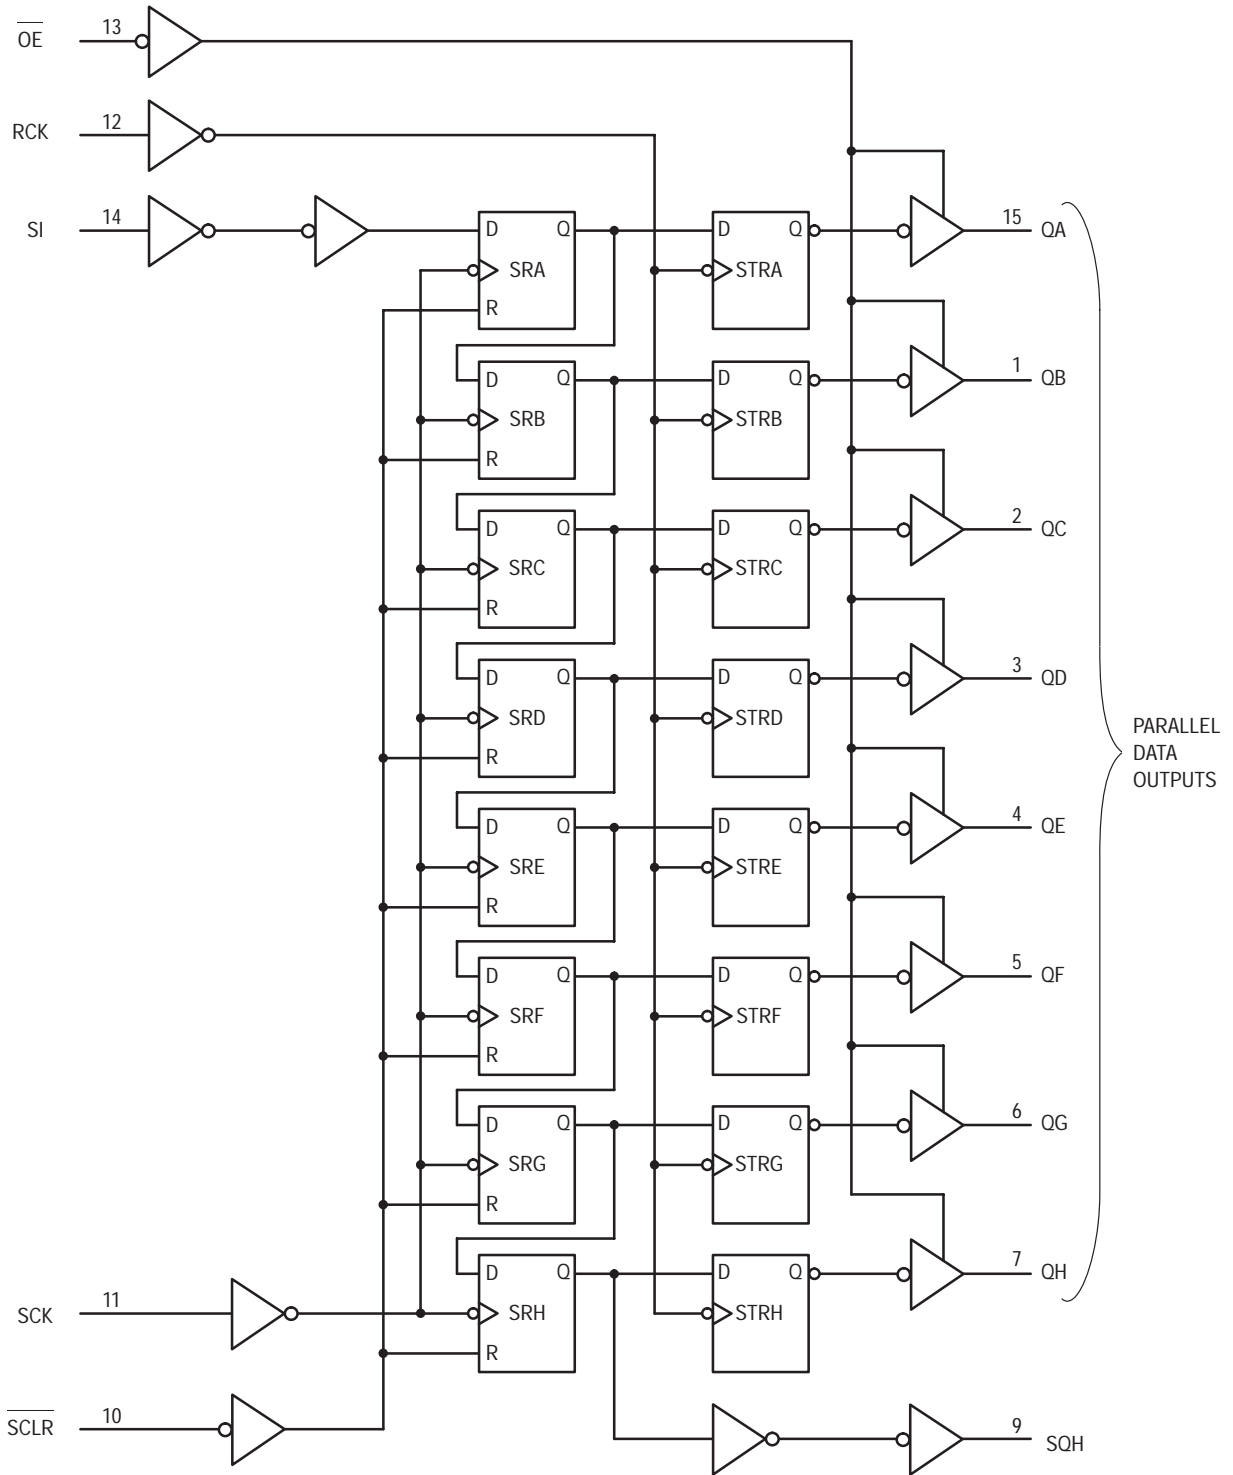 OE 13
RCK 12
SI 14
D Q SRA R
D Q STRA
15 QA
D Q SRB R
D Q STRB
1 QB
D Q SRC R
D Q STRC
2 QC
D Q SRD R
D Q STRD
3 QD
PARALLEL
DATA
OUTPUTS
D Q SRE R
D Q STRE
4 QE
D Q SRF R
D Q STRF
5 QF
D Q SRG R
D Q STRG
6 QG
D Q SRH R
D Q STRH
7 QH
SCK 11
SCLR 10
9 SQH